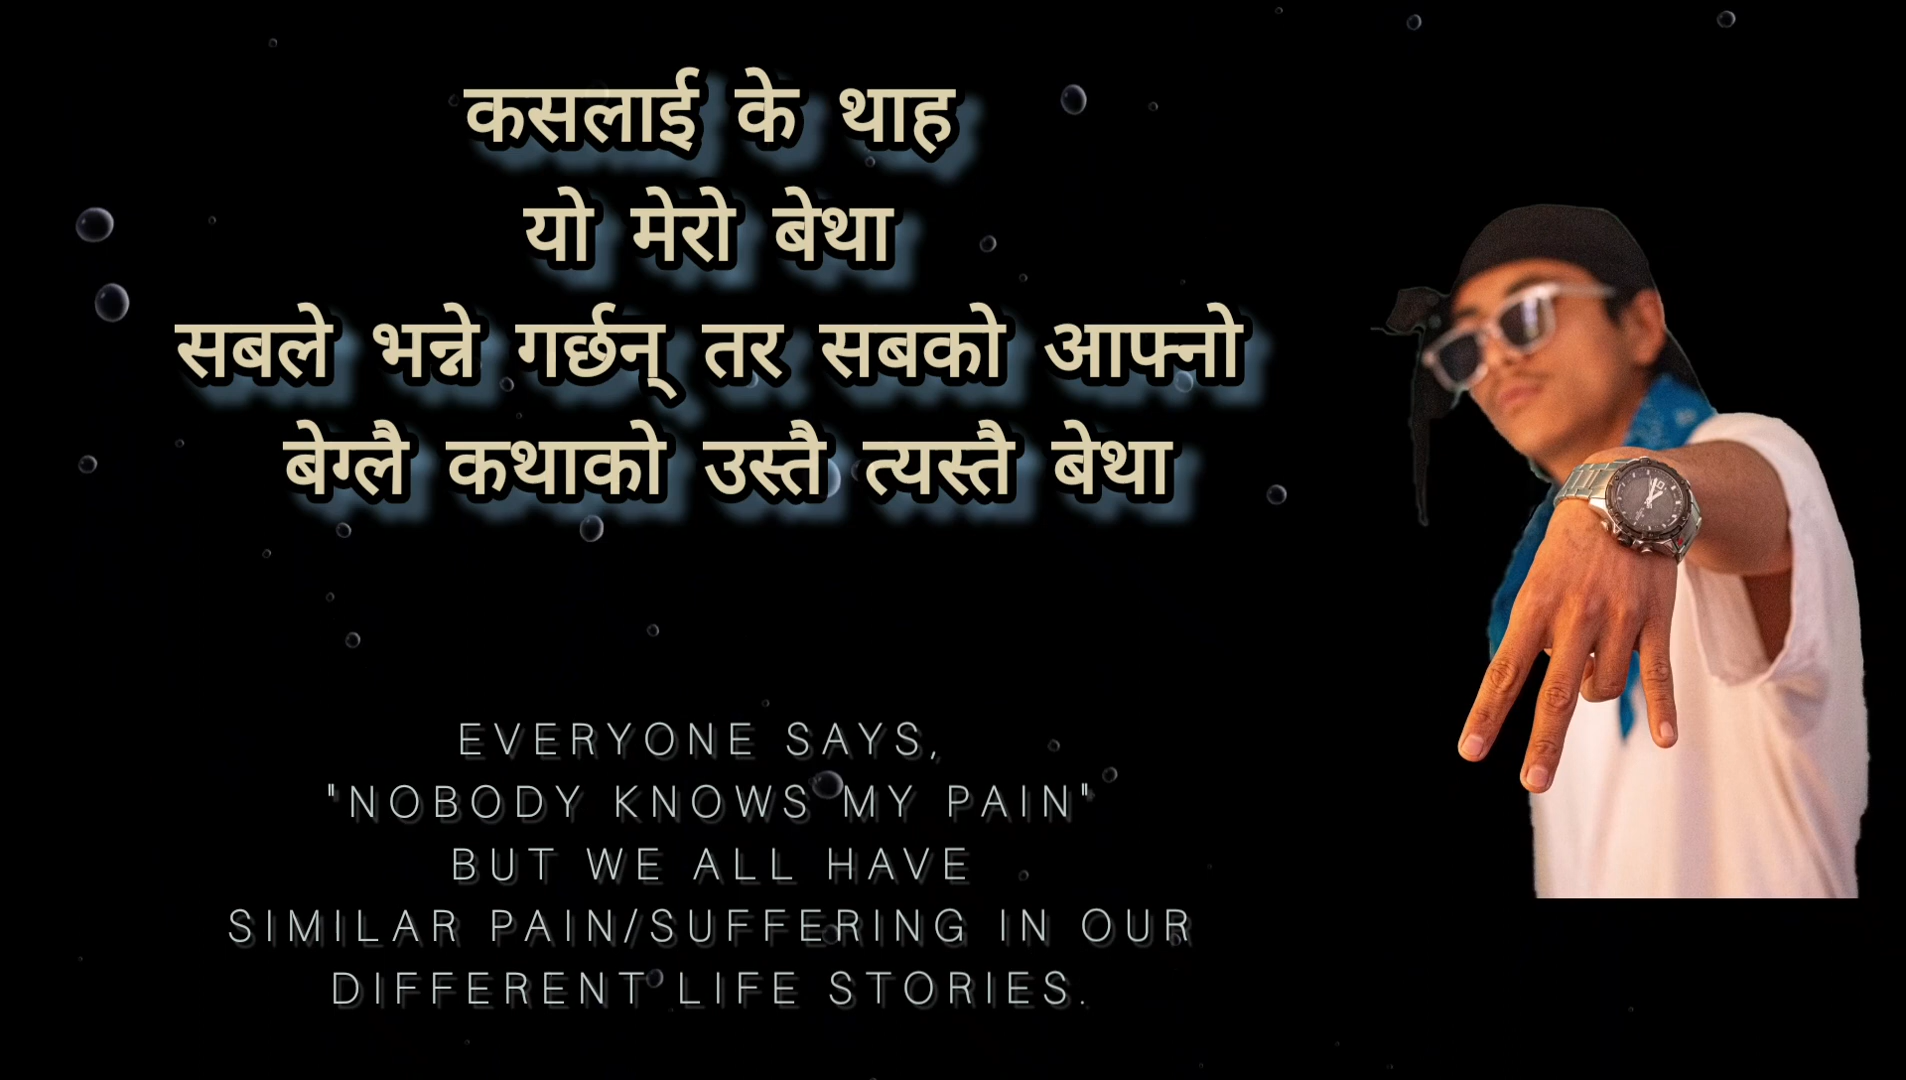 कसलाई के थाह
यो मेरो बेथा
सबले भन्ने गर्छन् तर सबको आफ्नो
बेग्लै कथाको उस्तै त्यस्तै बेथा
EVERYONE SAYS,
"NOBODY KNOWS MY PAIN"
BUT WE ALL HAVE
SIMILAR PAIN/SUFFERING IN OUR
DIFFERENT LIFE STORIES.